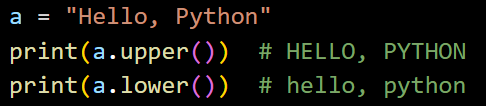 a = "Hello, Python"
print(a.upper())  # HELLO, PYTHON
print(a.lower())  # hello, python